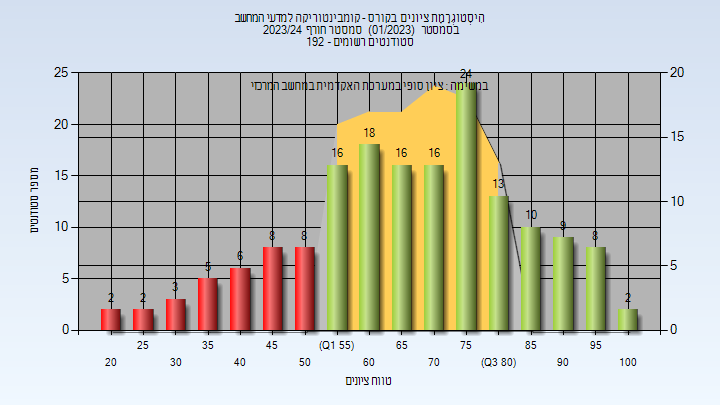 היסטוגרמת ציונים בקורס - קומבינטוריקה למדעי המחשב
בסמסטר (01/2023) סמסטר חורף 2023/24
סטודנטים רשומים - 192
במשימה : ציון סופי במערכת האקדמית במחשב המרכזי
25 20
24
20
18
16 16 16
15 15
13
10
10 10
9
8 8 8
6
5
5 5
3
2 2 2
0 0
מספר סטודנטים
25 35 45 (Q1 55) 65 75 85 95
20 30 40 50 60 70 (Q3 80) 90 100
טווח ציונים